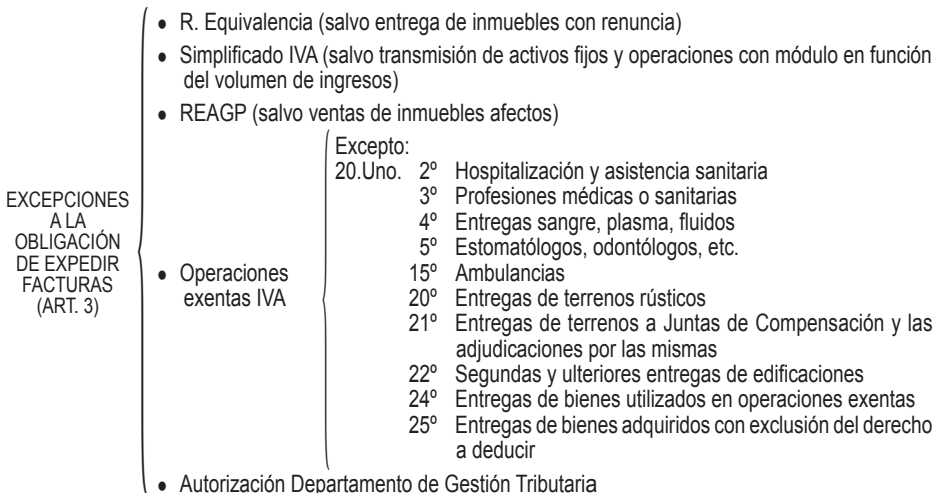 EXCEPCIONES
A LA
OBLIGACIÓN
DE EXPEDIR
FACTURAS
(ART. 3)
• R. Equivalencia (salvo entrega de inmuebles con renuncia)
• Simplificado IVA (salvo transmisión de activos fijos y operaciones con módulo en función
del volumen de ingresos)
• REAGP (salvo ventas de inmuebles afectos)
• Operaciones
exentas IVA
Excepto:
20.Uno. 2º Hospitalización y asistencia sanitaria
3º Profesiones médicas o sanitarias
4º Entregas sangre, plasma, fluidos
5º Estomatólogos, odontólogos, etc.
15º Ambulancias
20º Entregas de terrenos rústicos
21º Entregas de terrenos a Juntas de Compensación y las
adjudicaciones por las mismas
22º Segundas y ulteriores entregas de edificaciones
24º Entregas de bienes utilizados en operaciones exentas
25º Entregas de bienes adquiridos con exclusión del derecho
a deducir
• Autorización Departamento de Gestión Tributaria